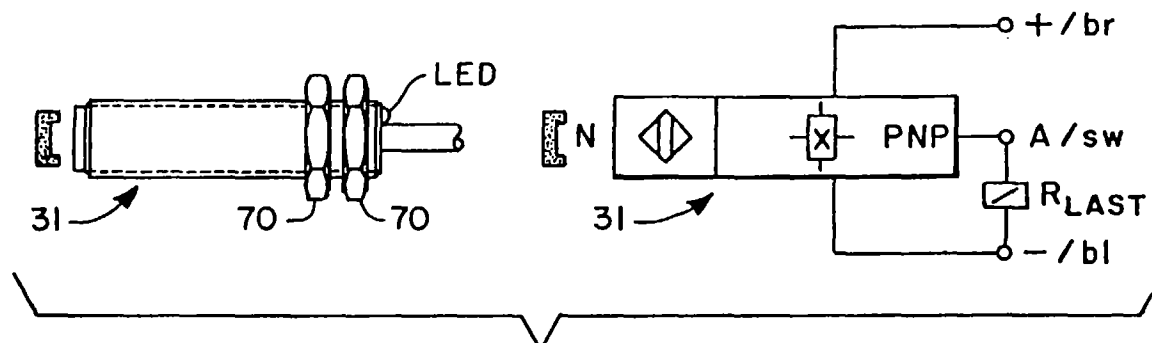 LED
31
70
70
N
X
PNP
31
+/br
A/sw
R LAST
-/bl